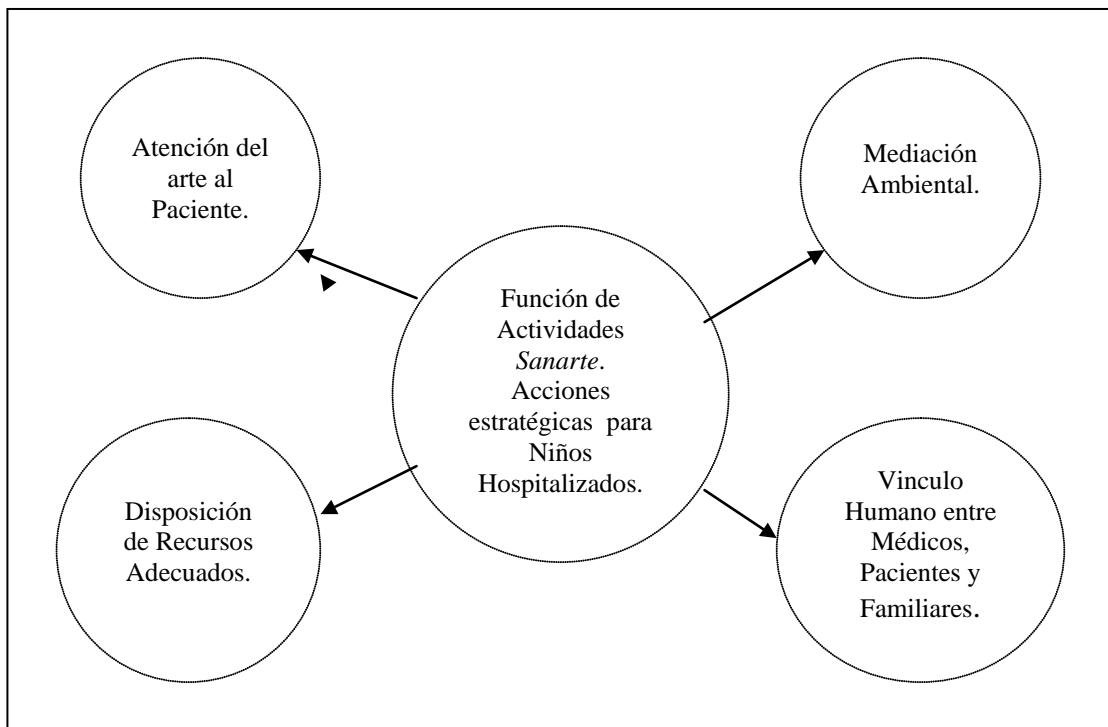 Atención del
arte al
Paciente.
Mediación
Ambiental.
Función de
Actividades
Sanarte.
Acciones
estratégicas para
Niños
Hospitalizados.
Disposición
de Recursos
Adecuados.
Vinculo
Humano entre
Médicos,
Pacientes y
Familiares.